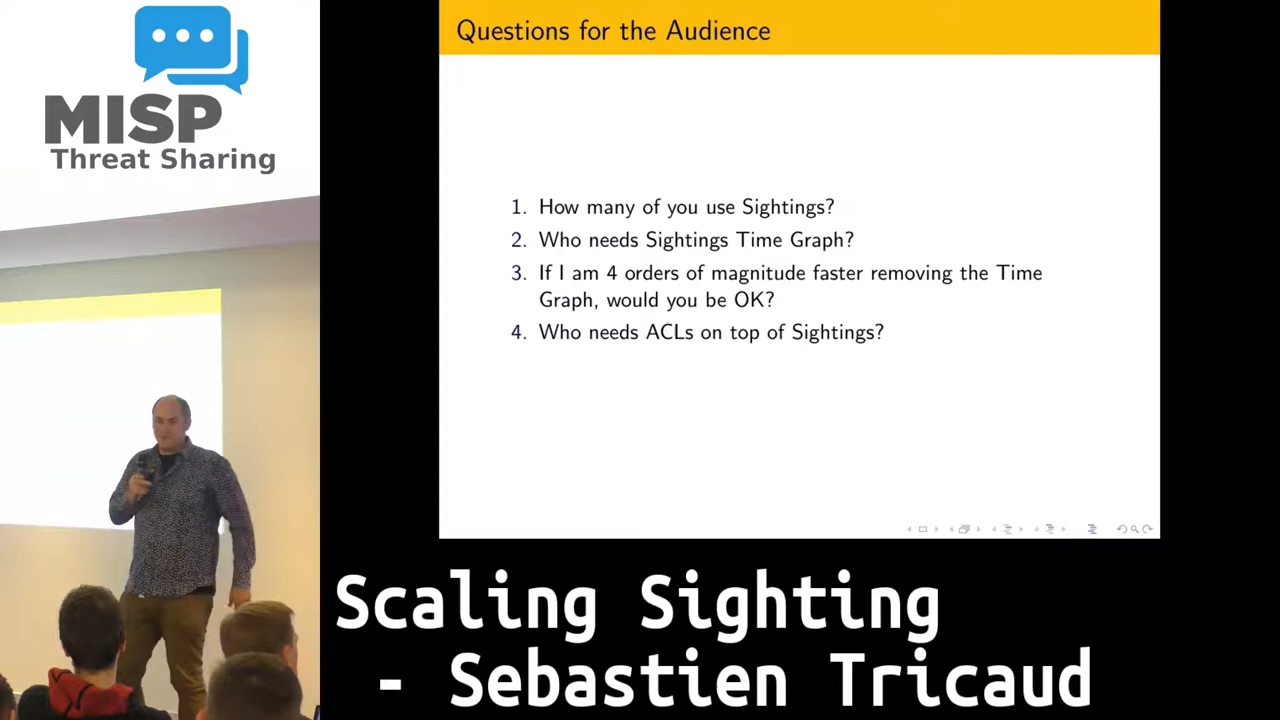 MISP
Threat Sharing
Questions for the Audience
1. How many of you use Sightings?
2. Who needs Sightings Time Graph?
3. If I am 4 orders of magnitude faster removing the Time
Graph, would you be OK?
4. Who needs ACLs on top of Sightings?
Scaling Sighting
- Sebastien Tricaud